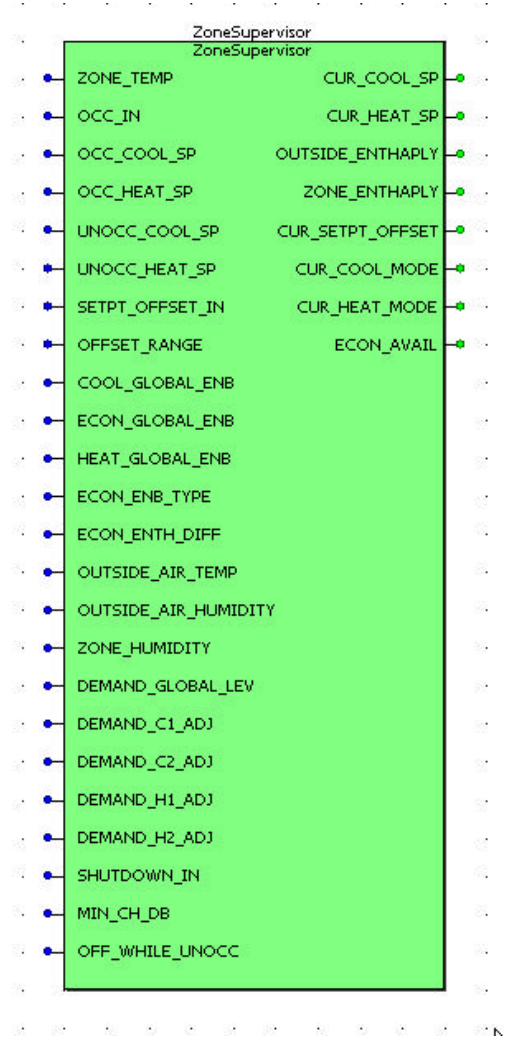 ZoneSupervisor
ZoneSupervisor
ZONE_TEMP CUR_COOL_SP
OCC_IN CUR_HEAT_SP
OCC_COOL_SP OUTSIDE_ENTHAPLY
OCC_HEAT_SP ZONE_ENTHAPLY
UNOCC_COOL_SP CUR_SETPT_OFFSET
UNOCC_HEAT_SP CUR_COOL_MODE
SETPT_OFFSET_IN CUR_HEAT_MODE
OFFSET_RANGE ECON_AVAIL
COOL_GLOBAL_ENB
ECON_GLOBAL_ENB
HEAT_GLOBAL_ENB
ECON_ENB_TYPE
ECON_ENTH_DIFF
OUTSIDE_AIR_TEMP
OUTSIDE_AIR_HUMIDITY
ZONE_HUMIDITY
DEMAND_GLOBAL_LEV
DEMAND_C1_ADJ
DEMAND_C2_ADJ
DEMAND_H1_ADJ
DEMAND_H2_ADJ
SHUTDOWN_IN
MIN_CH_DB
OFF_WHILE_UNOCC